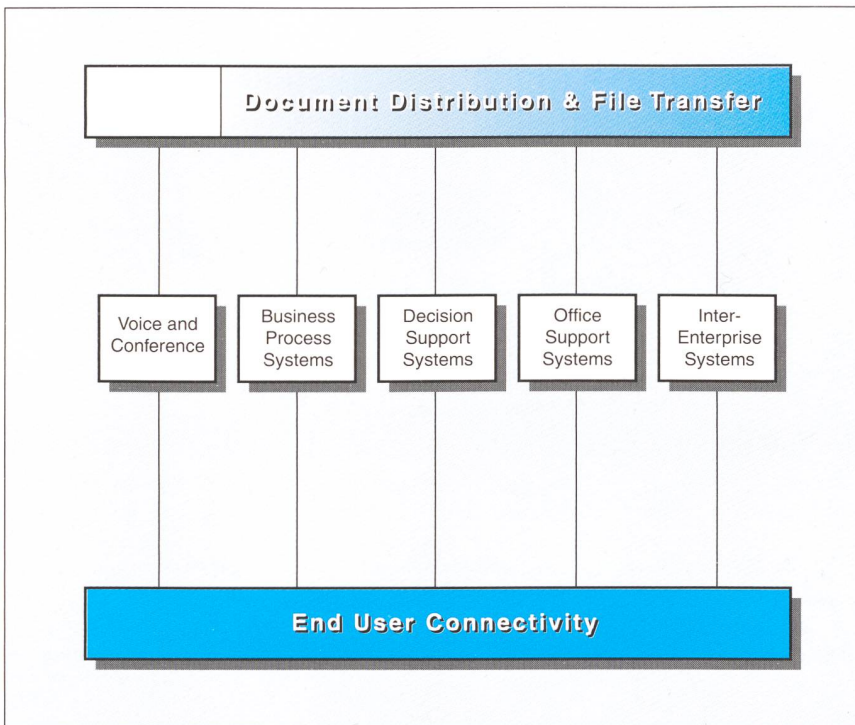 Document Distribution & File Transfer
Voice and
Conference
Business
Process
Systems
Decision
Support
Systems
Office
Support
Systems
Inter-
Enterprise
Systems
End User Connectivity